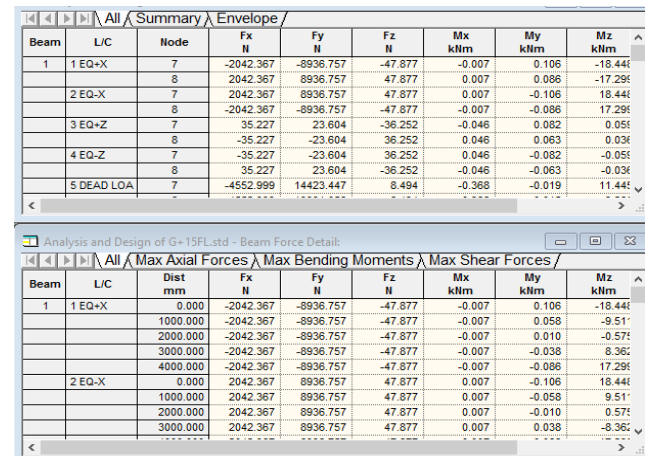 All Summary Envelope
Beam L/C Node Fx N Fy N Fz N Mx kNm My kNm Mz kNm
1 1 EQ+X 7 -2042.367 -8936.757 -47.877 -0.007 0.106 -18.448
8 2042.367 8936.757 47.877 0.007 0.086 -17.299
2 EQ-X 7 2042.367 8936.757 47.877 0.007 -0.106 18.448
8 -2042.367 -8936.757 -47.877 -0.007 -0.086 17.299
3 EQ+Z 7 35.227 23.604 -36.252 -0.046 0.082 0.059
8 -35.227 -23.604 36.252 0.046 0.063 0.036
4 EQ-Z 7 -35.227 -23.604 36.252 0.046 -0.082 -0.059
8 35.227 23.604 -36.252 -0.046 -0.063 -0.036
5 DEAD LOA 7 -4552.999 14423.447 8.494 -0.368 -0.019 11.445
Analysis and Design of G+15FL.std - Beam Force Detail:
All Max Axial Forces Max Bending Moments Max Shear Forces
Beam L/C Dist mm Fx N Fy N Fz N Mx kNm My kNm Mz kNm
1 1 EQ+X 0.000 -2042.367 -8936.757 -47.877 -0.007 0.106 -18.448
1000.000 -2042.367 -8936.757 -47.877 -0.007 0.058 -9.511
2000.000 -2042.367 -8936.757 -47.877 -0.007 0.010 -0.575
3000.000 -2042.367 -8936.757 -47.877 -0.007 -0.038 8.362
4000.000 -2042.367 -8936.757 -47.877 -0.007 -0.086 17.299
2 EQ-X 0.000 2042.367 8936.757 47.877 0.007 -0.106 18.448
1000.000 2042.367 8936.757 47.877 0.007 -0.058 9.511
2000.000 2042.367 8936.757 47.877 0.007 -0.010 0.575
3000.000 2042.367 8936.757 47.877 0.007 0.038 -8.362